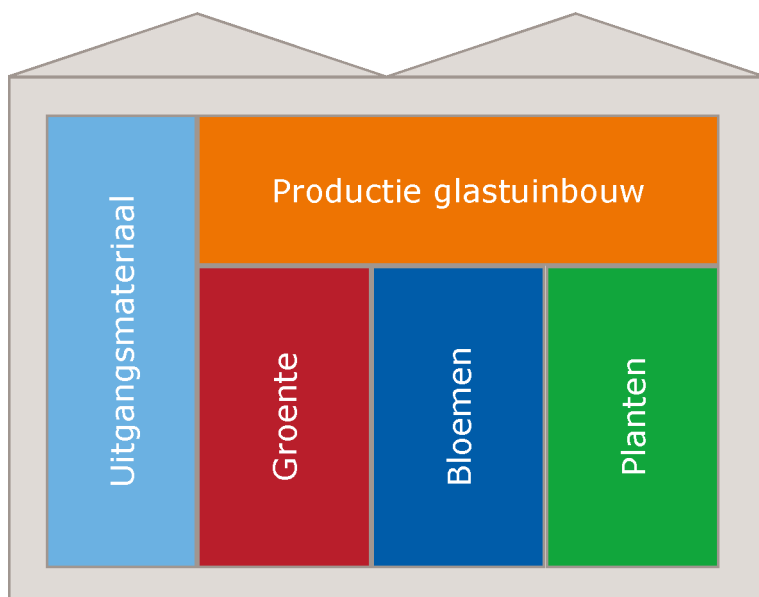 Uitgangsmateriaal
Productie glastuinbouw
Groente
Bloemen
Planten